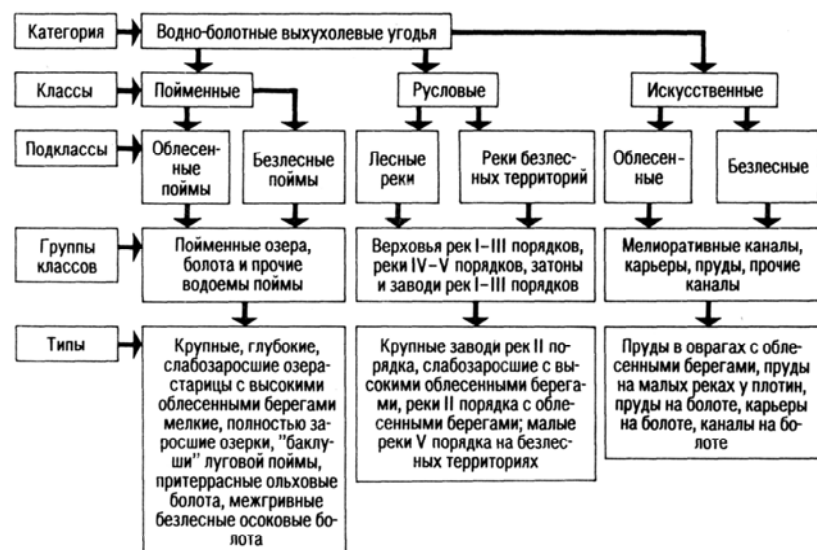 Категория
Водно-болотные выхухолевые угодья
Классы
Пойменные
Русловые
Искусственные
Подклассы
Облесен-
ные
поймы
Безлесные
поймы
Лесные
реки
Реки безлес-
ных территорий
Облесен-
ные
Безлесные
Группы
классов
Пойменные озера,
болота и прочие
водоемы поймы
Верховья рек I–III порядков,
реки IV–V порядков, затоны
и заводи рек I–III порядков
Мелиоративные каналы,
карьеры, пруды, прочие
каналы
Типы
Крупные, глубокие,
слабозаросшие озера-
старицы с высокими
облесенными берегами
мелкие, полностью за-
росшие озерки, "баклу-
ши" луговой поймы,
притеррасные ольховые
болота, межгривные
безлесные осоковые бо-
лота
Крупные заводи рек II по-
рядка, слабозаросшие с вы-
сокими облесенными берега-
ми, реки II порядка с обле-
сенными берегами; малые
реки V порядка на безлес-
ных территориях
Пруды в оврагах с обле-
сенными берегами, пруды
на малых реках у плотин,
пруды на болоте, карьеры
на болоте, каналы на бо-
лоте